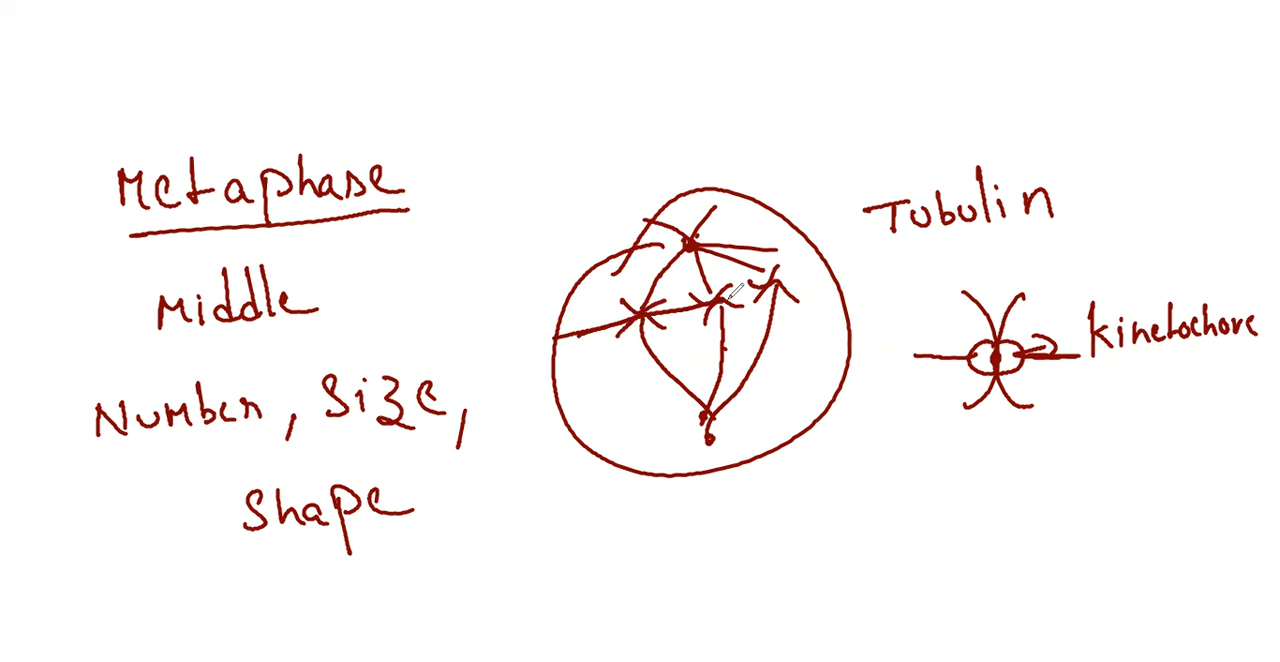 Metaphase
Middle
Number, Size,
Shape
Tubulin
Kinetochore